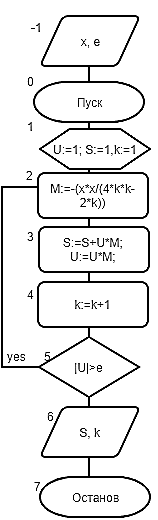 -1
x, e
0
Пуск
1
U:=1; S:=1,k:=1
2
M:=-(x*x/(4*k*k-
2*k))
3
S:=S+U*M;
U:=U*M;
4
k:=k+1
yes
5
|U|>e
6
S, k
7
Останов